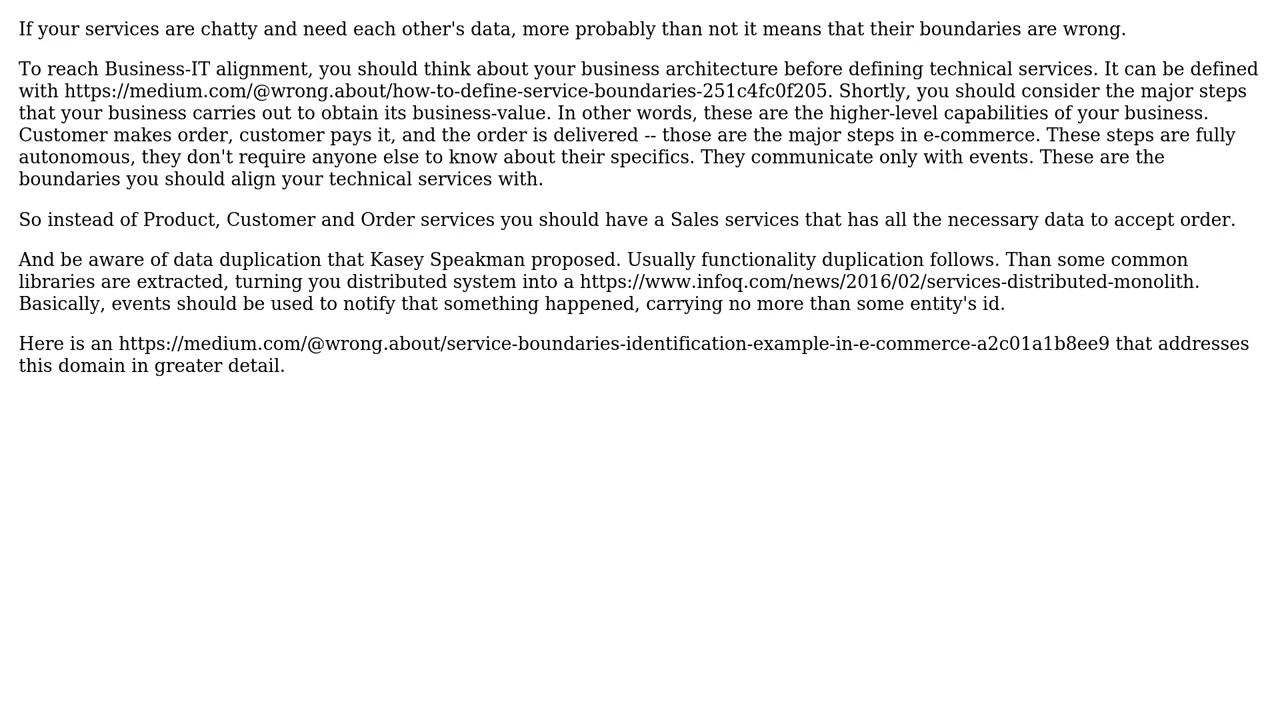 If your services are chatty and need each other's data, more probably than not it means that their boundaries are wrong.
To reach Business-IT alignment, you should think about your business architecture before defining technical services. It can be defined
with https://medium.com/@wrong.about/how-to-define-service-boundaries-251c4fc0f205. Shortly, you should consider the major steps
that your business carries out to obtain its business-value. In other words, these are the higher-level capabilities of your business.
Customer makes order, customer pays it, and the order is delivered -- those are the major steps in e-commerce. These steps are fully
autonomous, they don't require anyone else to know about their specifics. They communicate only with events. These are the
boundaries you should align your technical services with.
So instead of Product, Customer and Order services you should have a Sales services that has all the necessary data to accept order.
And be aware of data duplication that Kasey Speakman proposed. Usually functionality duplication follows. Than some common
libraries are extracted, turning you distributed system into a https://www.infoq.com/news/2016/02/services-distributed-monolith.
Basically, events should be used to notify that something happened, carrying no more than some entity's id.
Here is an https://medium.com/@wrong.about/service-boundaries-identification-example-in-e-commerce-a2c01a1b8ee9 that addresses
this domain in greater detail.